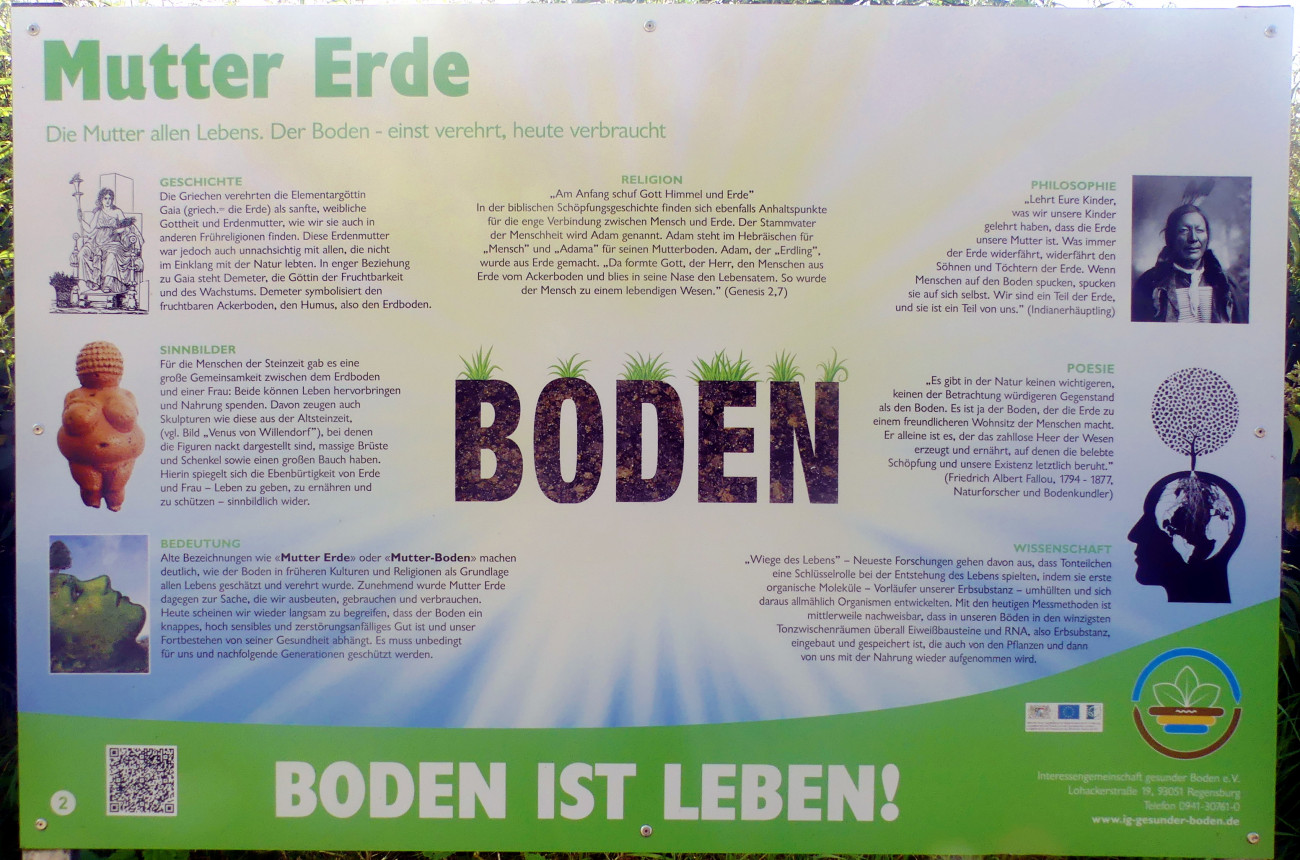 Mutter Erde
Die Mutter allen Lebens. Der Boden - einst verehrt, heute verbraucht
GESCHICHTE
Die Griechen verehrten die Elementargöttin
Gaia (griech.= die Erde) als sanfte, weibliche
Gottheit und Erdenmutter, wie wir sie auch in
anderen Frühreligionen finden. Diese Erdenmutter
war jedoch auch unnachsichtig mit allen, die nicht
im Einklang mit der Natur lebten. In enger Beziehung
zu Gaia steht Demeter, die Göttin der Fruchtbarkeit
und des Wachstums. Demeter symbolisiert den
fruchtbaren Ackerboden, den Humus, also den Erdboden.
RELIGION
„Am Anfang schuf Gott Himmel und Erde”
In der biblischen Schöpfungsgeschichte finden sich ebenfalls Anhaltspunkte
für die enge Verbindung zwischen Mensch und Erde. Der Stammvater
der Menschheit wird Adam genannt. Adam steht im Hebräischen für
„Mensch” und „Adama” für seinen Mutterboden. Adam, der „Erdling”,
wurde aus Erde gemacht. „Da formte Gott, der Herr, den Menschen aus
Erde vom Ackerboden und blies in seine Nase den Lebensatem. So wurde
der Mensch zu einem lebendigen Wesen.” (Genesis 2,7)
PHILOSOPHIE
„Lehrt Eure Kinder,
was wir unsere Kinder
gelehrt haben, dass die Erde
unsere Mutter ist. Was immer
der Erde widerfährt, widerfährt den
Söhnen und Töchtern der Erde. Wenn
Menschen auf den Boden spucken, spucken
sie auf sich selbst. Wir sind ein Teil der Erde,
und sie ist ein Teil von uns.” (Indianerhäuptling)
SINNBILDER
Für die Menschen der Steinzeit gab es eine
große Gemeinsamkeit zwischen dem Erdboden
und einer Frau: Beide können Leben hervorbringen
und Nahrung spenden. Davon zeugen auch
Skulpturen wie diese aus der Altsteinzeit,
(vgl. Bild „Venus von Willendorf”), bei denen
die Figuren nackt dargestellt sind, massige Brüste
und Schenkel sowie einen großen Bauch haben.
Hierin spiegelt sich die Ebenbürtigkeit von Erde
und Frau – Leben zu geben, zu ernähren und
zu schützen – sinnbildlich wider.
BODEN
POESIE
„Es gibt in der Natur keinen wichtigeren,
keinen der Betrachtung würdigeren Gegenstand
als den Boden. Es ist ja der Boden, der die Erde zu
einem freundlicheren Wohnsitz der Menschen macht.
Er alleine ist es, der das zahllose Heer der Wesen
erzeugt und ernährt, auf denen die belebte
Schöpfung und unsere Existenz letztlich beruht.”
(Friedrich Albert Fallou, 1794 - 1877,
Naturforscher und Bodenkundler)
BEDEUTUNG
Alte Bezeichnungen wie «Mutter Erde» oder «Mutter-Boden» machen
deutlich, wie der Boden in früheren Kulturen und Religionen als Grundlage
allen Lebens geschätzt und verehrt wurde. Zunehmend wurde Mutter Erde
dagegen zur Sache, die wir ausbeuten, gebrauchen und verbrauchen.
Heute scheinen wir wieder langsam zu begreifen, dass der Boden ein
knappes, hoch sensibles und zerstörungsanfälliges Gut ist und unser
Fortbestehen von seiner Gesundheit abhängt. Es muss unbedingt
für uns und nachfolgende Generationen geschützt werden.
WISSENSCHAFT
„Wiege des Lebens” – Neueste Forschungen gehen davon aus, dass Tonteilchen
eine Schlüsselrolle bei der Entstehung des Lebens spielten, indem sie erste
organische Moleküle – Vorläufer unserer Erbsubstanz – umhüllten und sich
daraus allmählich Organismen entwickelten. Mit den heutigen Messmethoden ist
mittlerweile nachweisbar, dass in unseren Böden in den winzigsten
Tonzwischenräumen überall Eiweißbausteine und RNA, also Erbsubstanz,
eingebaut und gespeichert ist, die auch von den Pflanzen und dann
von uns mit der Nahrung wieder aufgenommen wird.
2
BODEN IST LEBEN!
Interessengemeinschaft gesunder Boden e.V.
Lohackerstraße 19, 93051 Regensburg
Telefon 0941-30761-0
www.ig-gesunder-boden.de